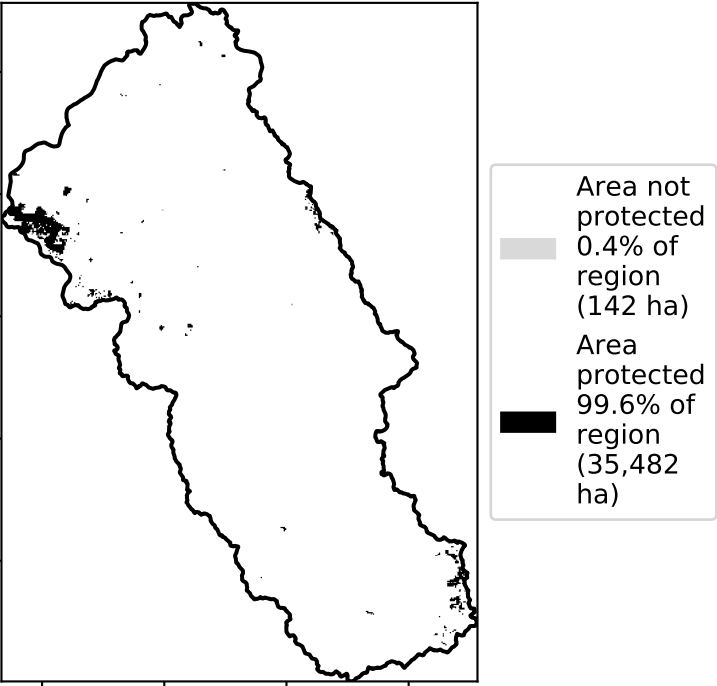 Area not
protected
0.4% of
region
(142 ha)
Area
protected
99.6% of
region
(35,482
ha)